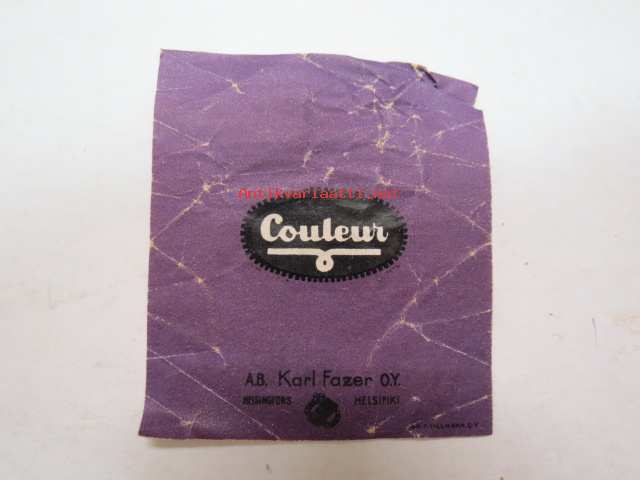 Antikvariaatti.net
Couleur
A.B. Karl Fazer O.Y.
HELSINGFORS HELSINKI